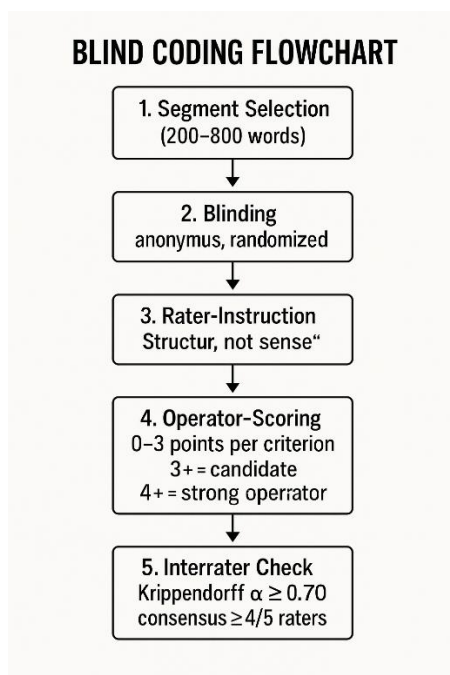 BLIND CODING FLOWCHART
1. Segment Selection
(200–800 words)
2. Blinding
anonymus, randomized
3. Rater-Instruction
Structur, not sense“
4. Operator-Scoring
0–3 points per criterion
3+ = candidate
4+ = strong operrator
5. Interrater Check
Krippendorff α ≥ 0.70
consensus ≥ 4/5 raters